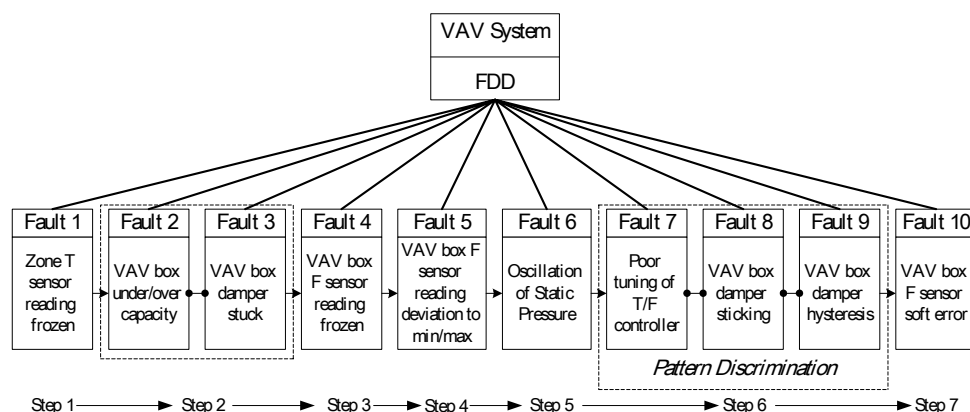 VAV System
FDD
Fault 1
Zone T
sensor
reading
frozen
Fault 2
VAV box
under/over
capacity
Fault 3
VAV box
damper
stuck
Fault 4
VAV box
F sensor
reading
frozen
Fault 5
VAV box F
sensor
reading
deviation to
min/max
Fault 6
Oscillation
of Static
Pressure
Fault 7
Poor
tuning of
T/F
controller
Fault 8
VAV box
damper
sticking
Fault 9
VAV box
damper
hysteresis
Fault 10
VAV box
F sensor
soft error
Pattern Discrimination
Step 1
Step 2
Step 3
Step 4
Step 5
Step 6
Step 7